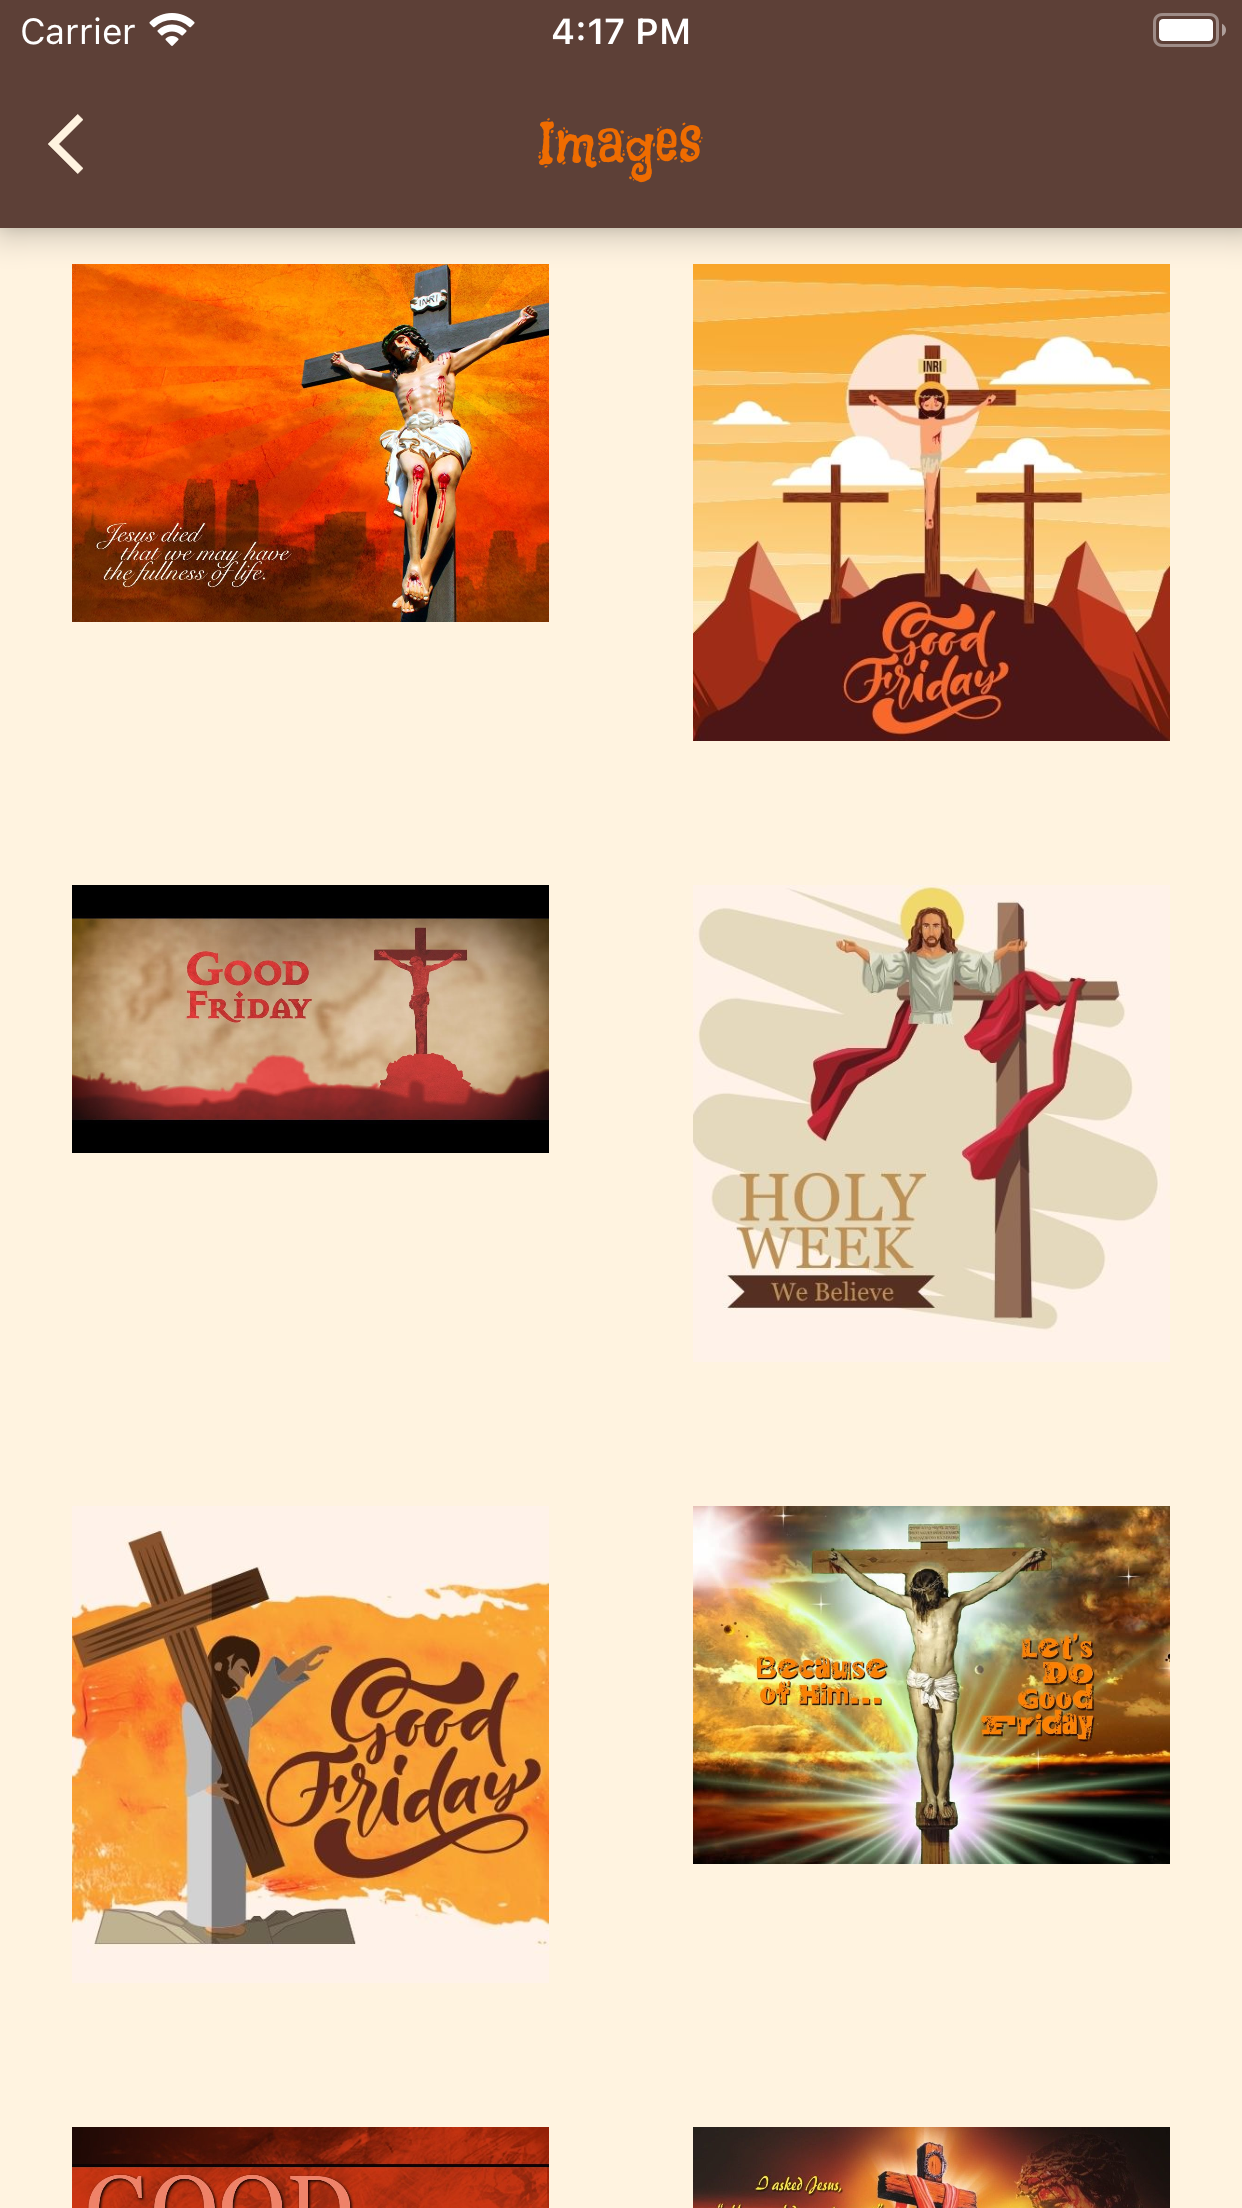 Carrier
4:17 PM
Images
INRI
Jesus died
that we may have
the fullness of life.
INRI
Good
Friday
GOOD
FRIDAY
HOLY
WEEK
We Believe
Good
Friday
Because
of Him...
Let's
DO
Good
Friday
GOOD
I asked Jesus,